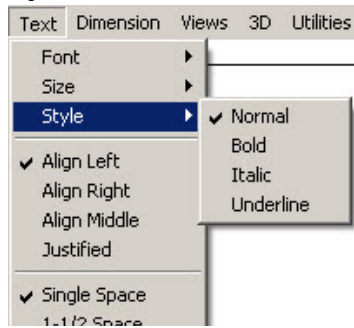 Text Dimension Views 3D Utilities
Font
Size
Style
Normal
Bold
Italic
Underline
Align Left
Align Right
Align Middle
Justified
Single Space
1-1/2 Space